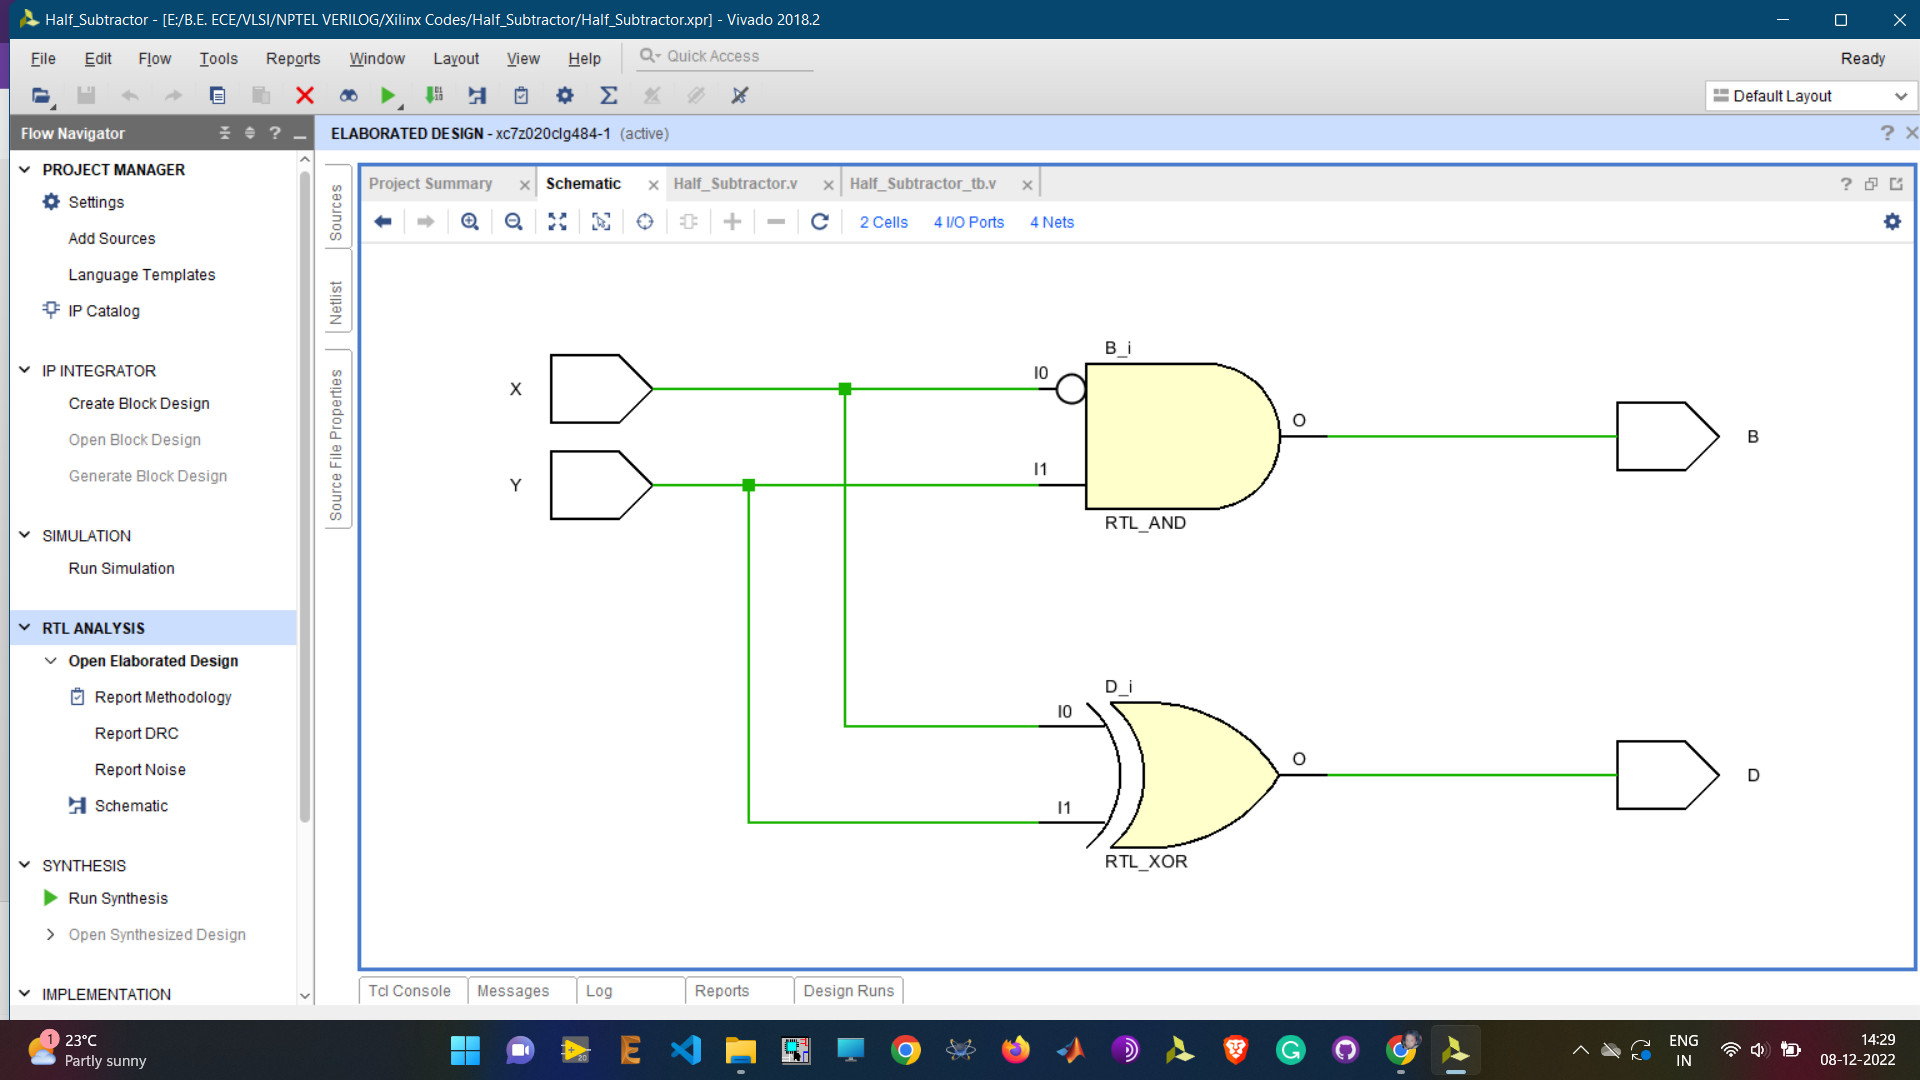 Half_Subtractor - [E:/B.E. ECE/VLSI/NPTEL VERILOG/Xilinx Codes/Half_Subtractor/Half_Subtractor.xpr] - Vivado 2018.2
File Edit Flow Tools Reports Window Layout View Help Quick Access Ready
Default Layout
Flow Navigator
ELABORATED DESIGN - xc7z020clg484-1 (active)
PROJECT MANAGER
Settings
Add Sources
Language Templates
IP Catalog
IP INTEGRATOR
Create Block Design
Open Block Design
Generate Block Design
SIMULATION
Run Simulation
RTL ANALYSIS
Open Elaborated Design
Report Methodology
Report DRC
Report Noise
Schematic
SYNTHESIS
Run Synthesis
Open Synthesized Design
IMPLEMENTATION
Sources
Netlist
Source File Properties
Project Summary Schematic Half_Subtractor.v Half_Subtractor_tb.v
2 Cells 4 I/O Ports 4 Nets
B_i
X I0
O
B
Y I1
RTL_AND
D_i
I0
O
D
I1
RTL_XOR
Tcl Console Messages Log Reports Design Runs
1
23°C
Partly sunny
20
ENG
IN
14:29
08-12-2022